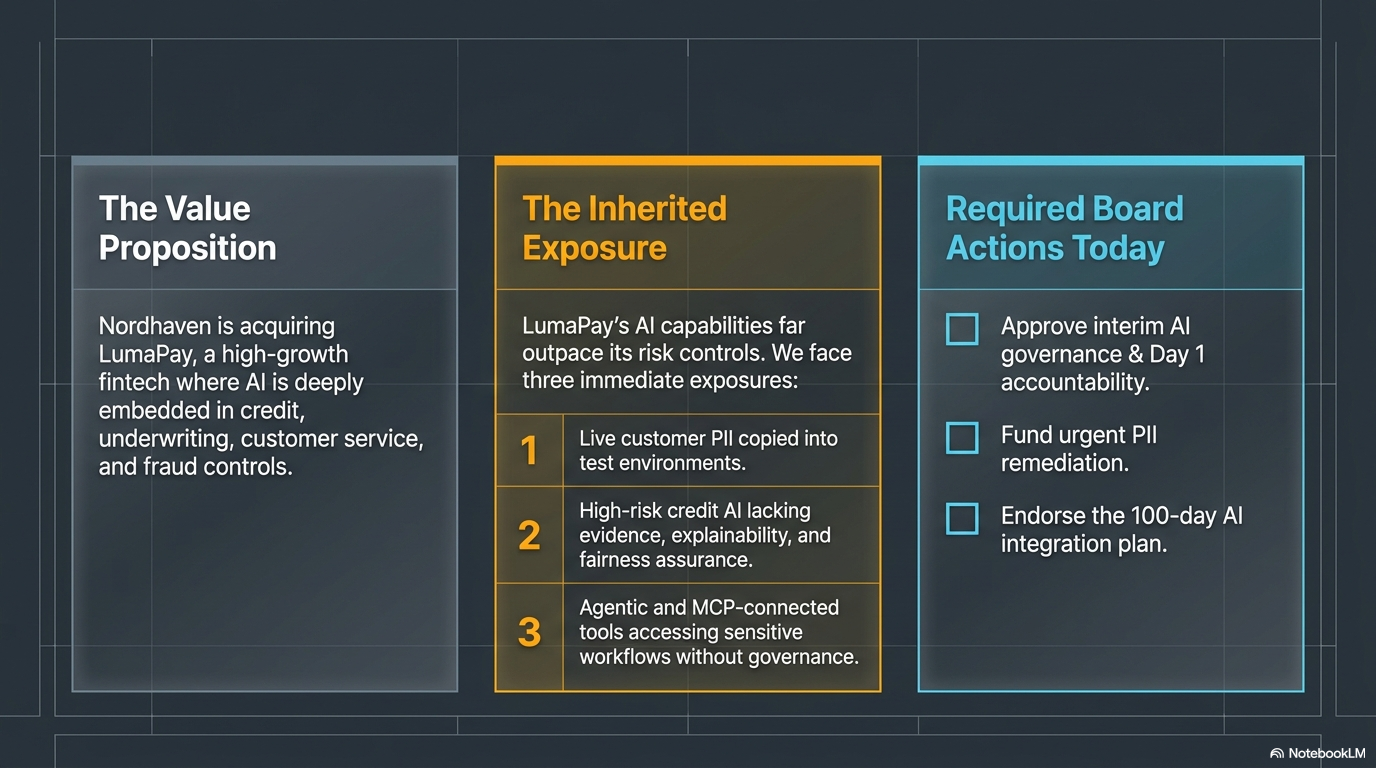 The Value
Proposition
Nordhaven is acquiring
LumaPay, a high-growth
fintech where AI is deeply
embedded in credit,
underwriting, customer service,
and fraud controls.
The Inherited
Exposure
LumaPay’s AI capabilities far
outpace its risk controls. We face
three immediate exposures:
1
Live customer PII copied into
test environments.
2
High-risk credit AI lacking
evidence, explainability, and
fairness assurance.
3
Agentic and MCP-connected
tools accessing sensitive
workflows without governance.
Required Board
Actions Today
Approve interim AI
governance & Day 1
accountability.
Fund urgent PII
remediation.
Endorse the 100-day AI
integration plan.
NotebookLM